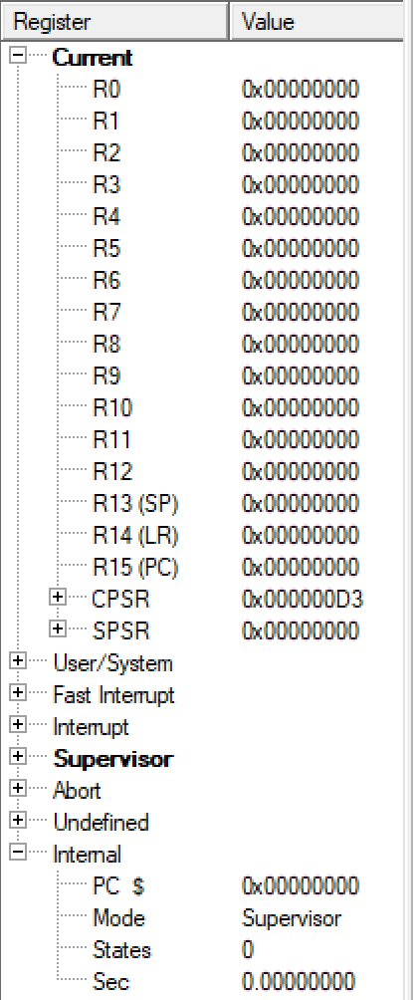 Register Value
Current
R0 0x00000000
R1 0x00000000
R2 0x00000000
R3 0x00000000
R4 0x00000000
R5 0x00000000
R6 0x00000000
R7 0x00000000
R8 0x00000000
R9 0x00000000
R10 0x00000000
R11 0x00000000
R12 0x00000000
R13 (SP) 0x00000000
R14 (LR) 0x00000000
R15 (PC) 0x00000000
CPSR 0x000000D3
SPSR 0x00000000
User/System
Fast Interrupt
Interrupt
Supervisor
Abort
Undefined
Internal
PC $ 0x00000000
Mode Supervisor
States 0
Sec 0.00000000